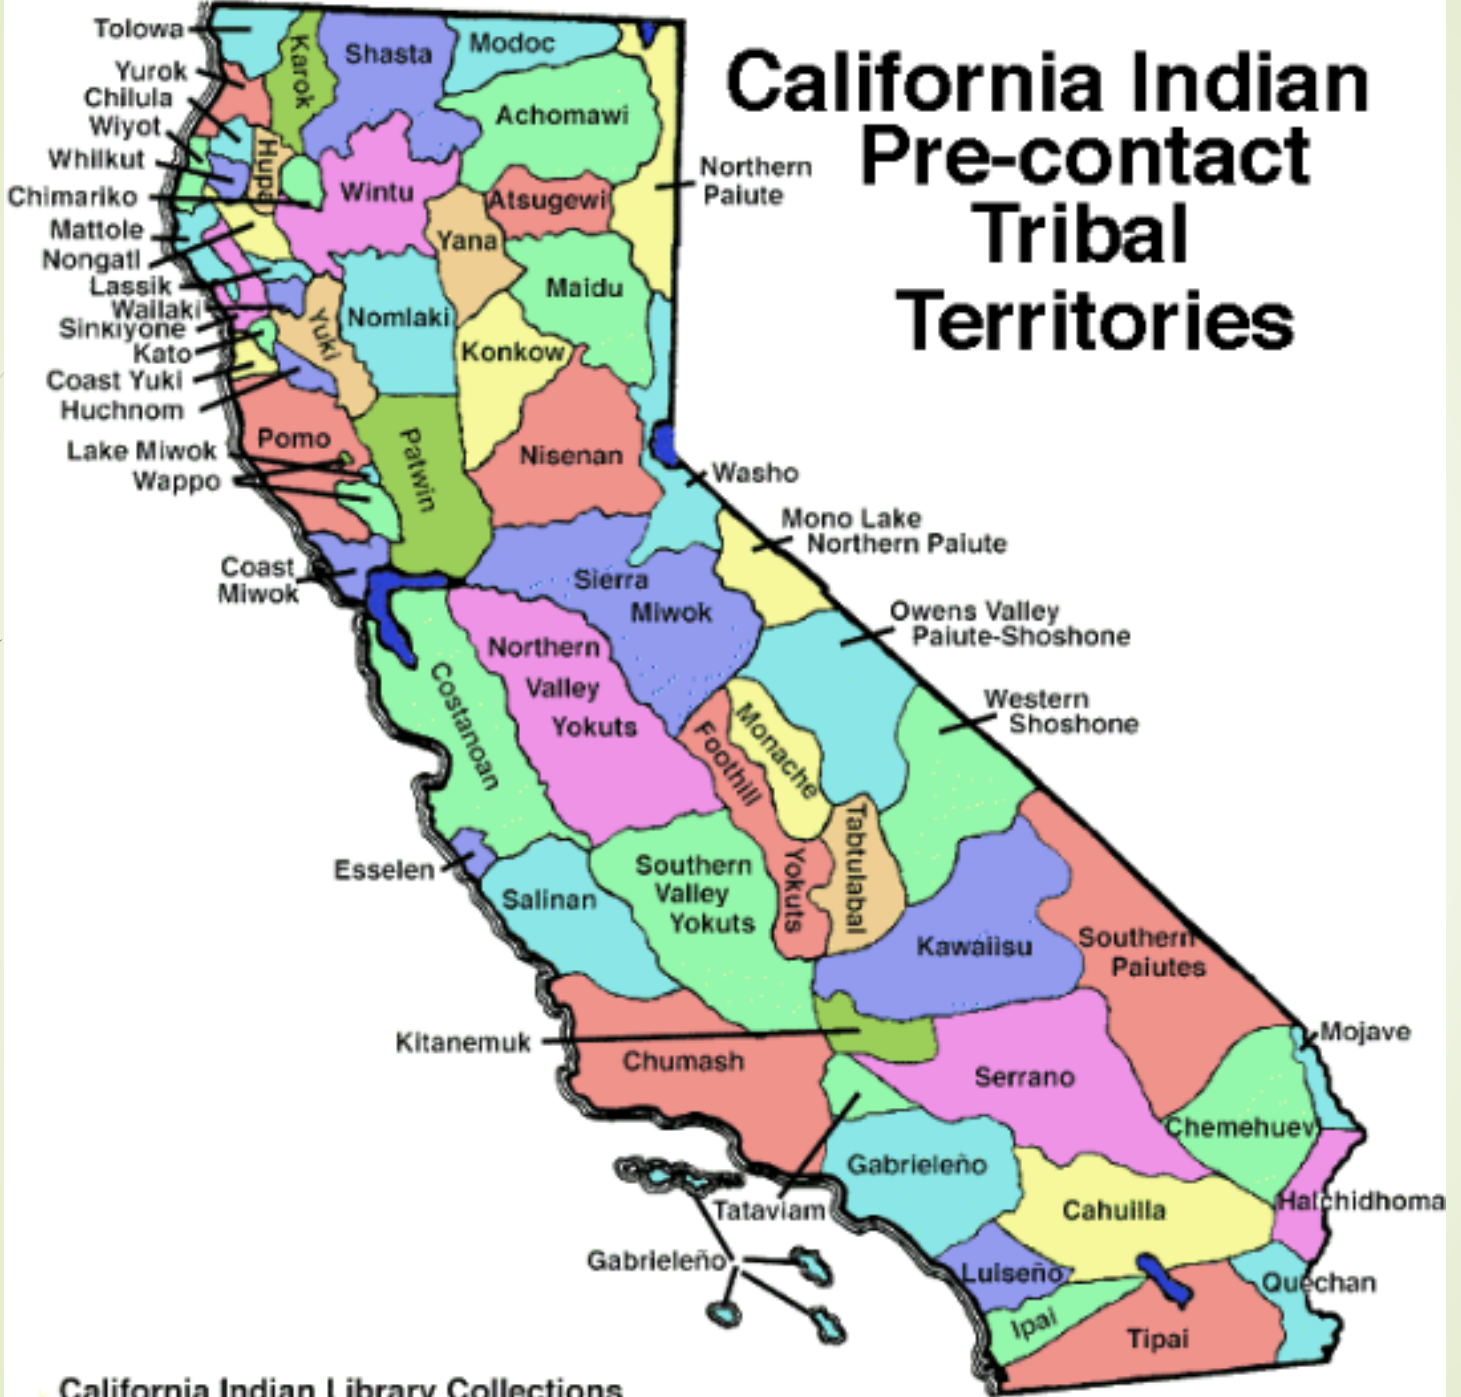 California Indian
Pre-contact
Tribal
Territories
Tolowa
Yurok
Chilula
Wiyot
Whilkut
Chimariko
Mattole
Nongatl
Lassik
Wailaki
Sinkiyone
Kato
Coast Yuki
Huchnom
Lake Miwok
Wappo
Coast
Miwok
Karok
Shasta
Modoc
Achomawi
Hupa
Wintu
Atsugewi
Yana
Northern
Paiute
Maidu
Nomlaki
Yuki
Konkow
Pomo
Patwin
Nisenan
Washo
Mono Lake
Northern Paiute
Sierra
Miwok
Owens Valley
Paiute-Shoshone
Northern
Valley
Yokuts
Costanoan
Western
Shoshone
Monache
Foothill
Yokuts
Tabtulabal
Esselen
Salinan
Southern
Valley
Yokuts
Kawaiisu
Southern
Paiutes
Kitanemuk
Chumash
Serrano
Mojave
Chemehuev
Gabrieleño
Tataviam
Cahuilla
Halchidhoma
Gabrieleño
Luiseño
Quechan
Ipai
Tipai
California Indian Library Collections